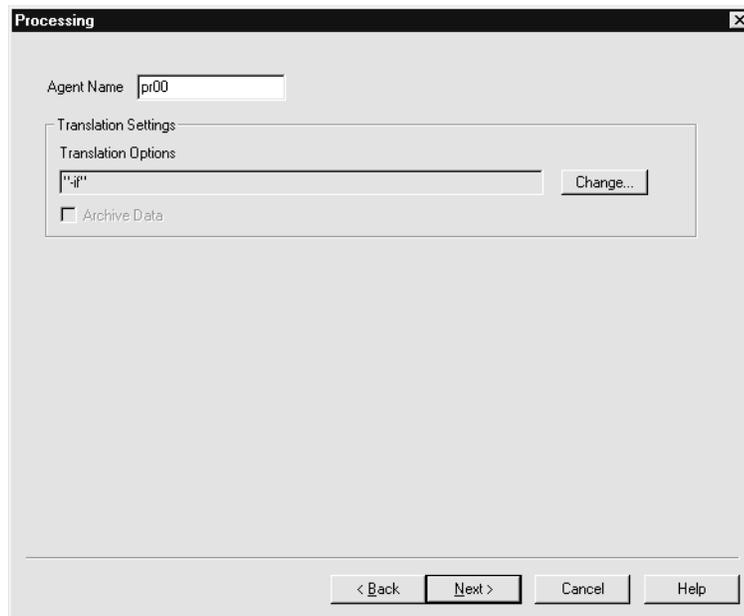 Processing
Agent Name pr00
Translation Settings
Translation Options
"-if" Change...
Archive Data
< Back Next > Cancel Help